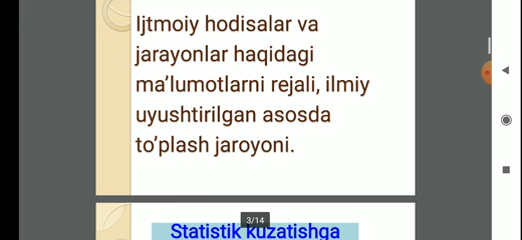 Ijtmoiy hodisalar va
jarayonlar haqidagi
ma’lumotlarni rejali, ilmiy
uyushtirilgan asosda
to’plash jaroyoni.
3/14
Statistik kuzatishga